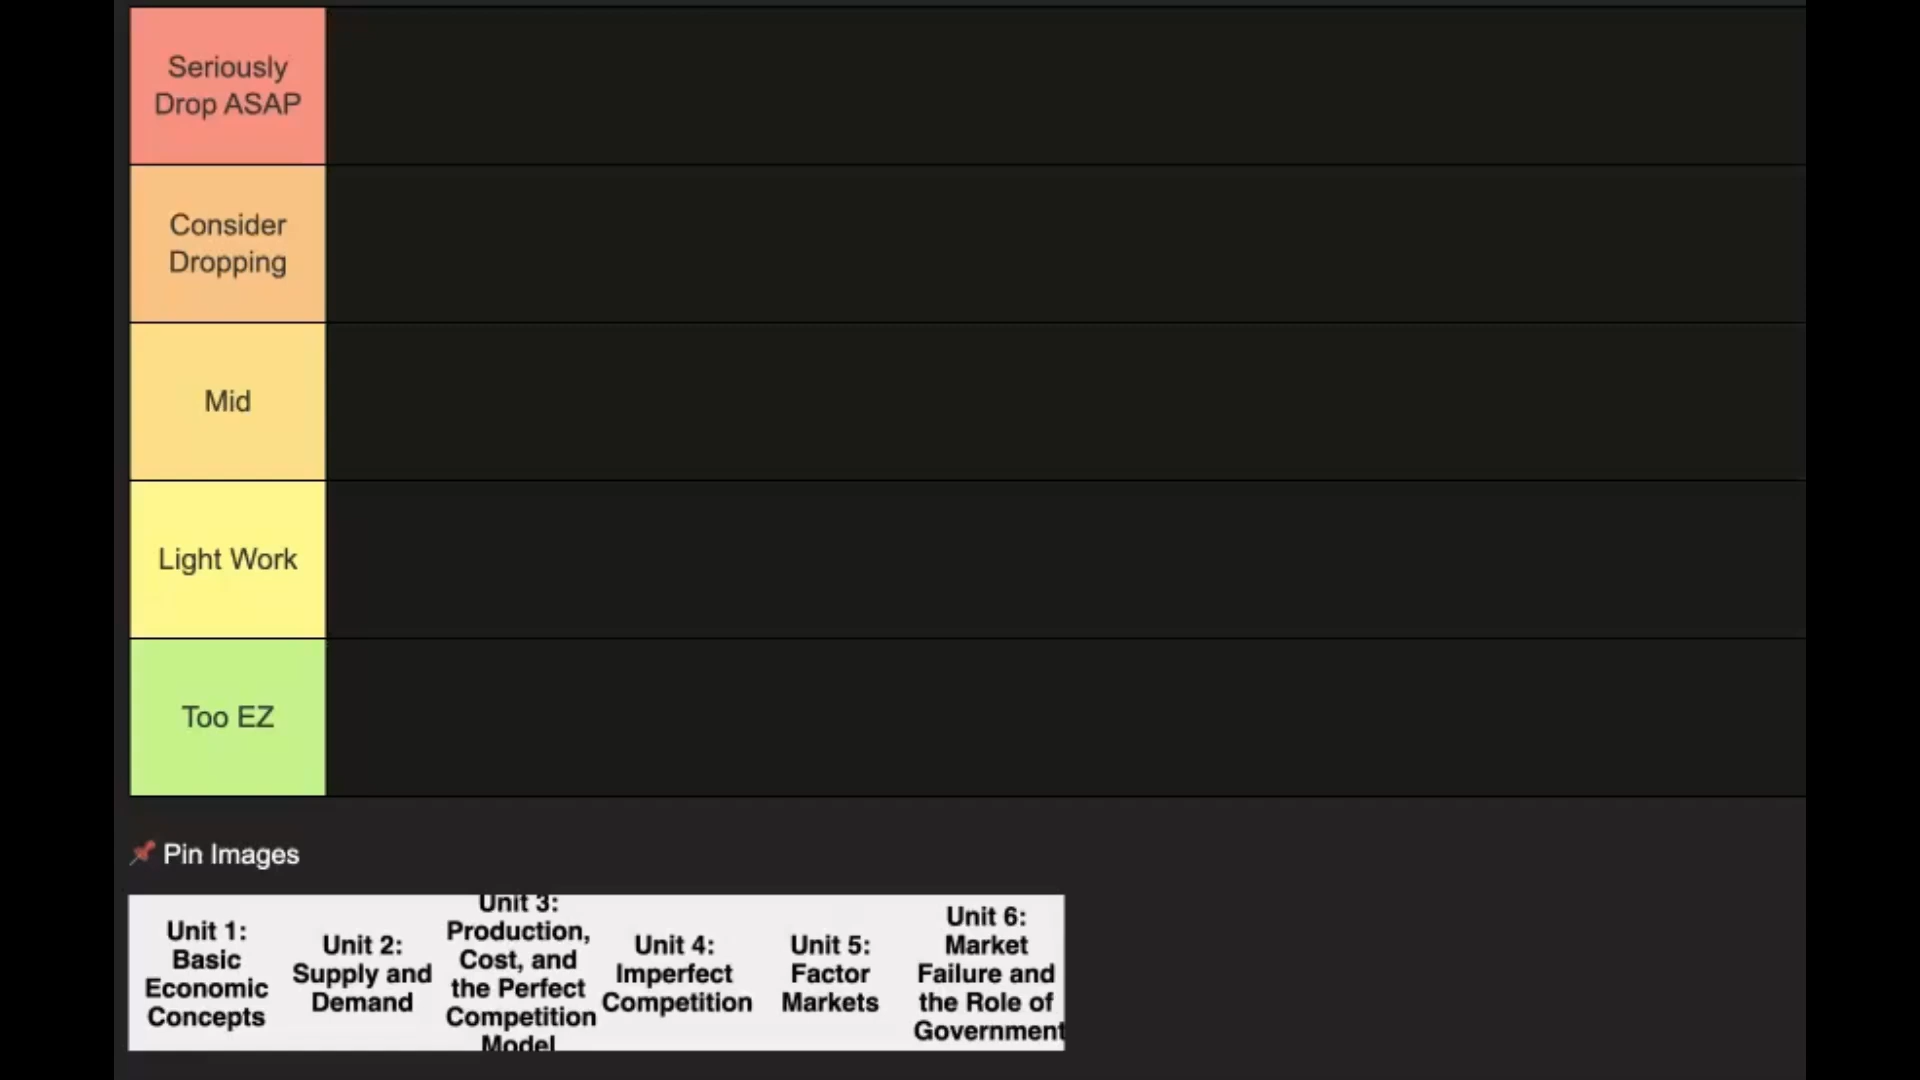 Seriously
Drop ASAP
Consider
Dropping
Mid
Light Work
Too EZ
Pin Images
Unit 1:
Basic
Economic
Concepts
Unit 2:
Supply and
Demand
Unit 3:
Production,
Cost, and
the Perfect
Competition
Model
Unit 4:
Imperfect
Competition
Unit 5:
Factor
Markets
Unit 6:
Market
Failure and
the Role of
Government